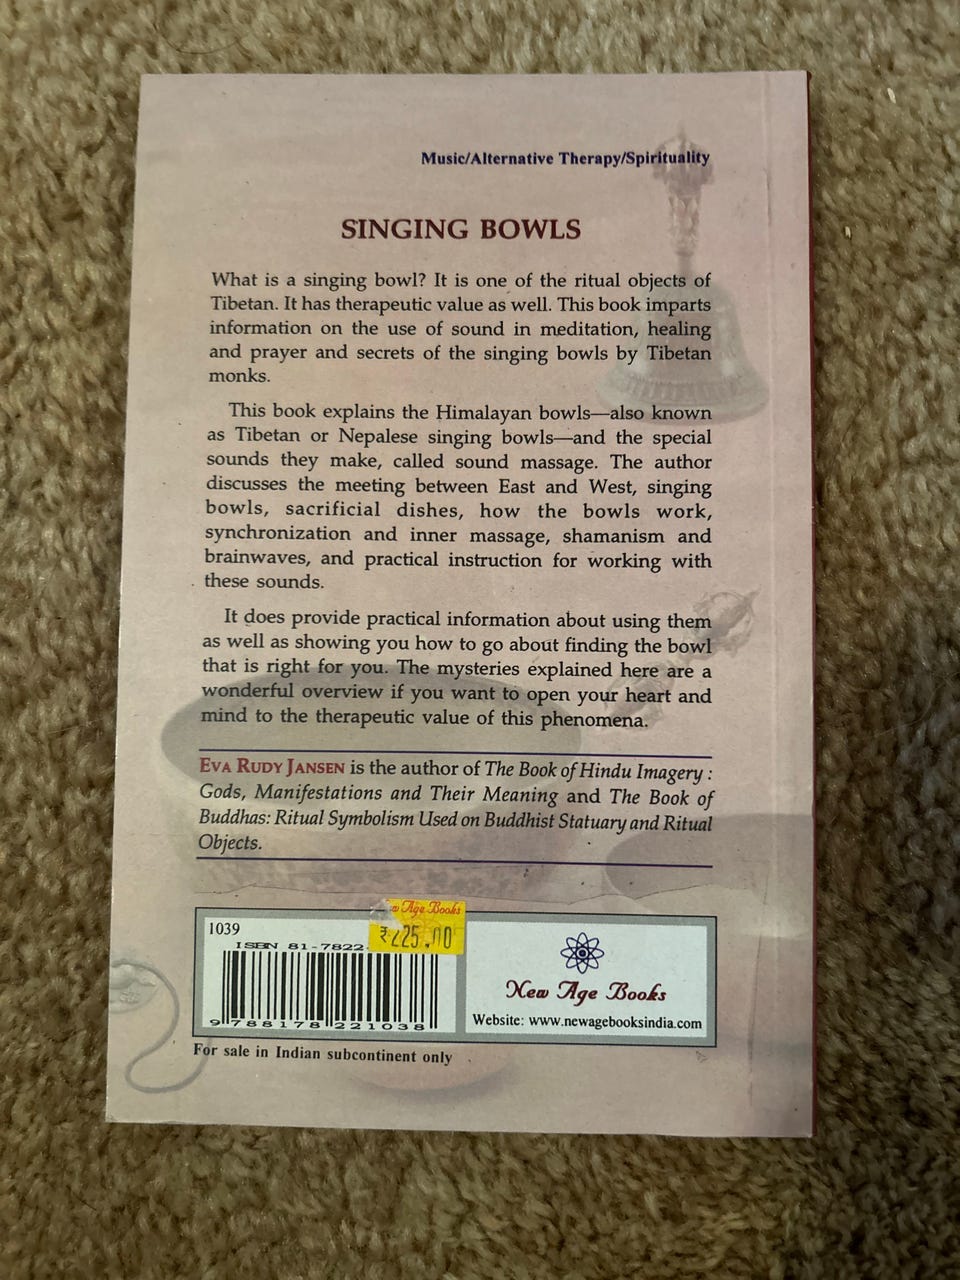 Music/Alternative Therapy/Spirituality
SINGING BOWLS
What is a singing bowl? It is one of the ritual objects of
Tibetan. It has therapeutic value as well. This book imparts
information on the use of sound in meditation, healing
and prayer and secrets of the singing bowls by Tibetan
monks.
This book explains the Himalayan bowls—also known
as Tibetan or Nepalese singing bowls—and the special
sounds they make, called sound massage. The author
discusses the meeting between East and West, singing
bowls, sacrificial dishes, how the bowls work,
synchronization and inner massage, shamanism and
brainwaves, and practical instruction for working with
these sounds.
It does provide practical information about using them
as well as showing you how to go about finding the bowl
that is right for you. The mysteries explained here are a
wonderful overview if you want to open your heart and
mind to the therapeutic value of this phenomena.
EVA RUDY JANSEN is the author of The Book of Hindu Imagery :
Gods, Manifestations and Their Meaning and The Book of
Buddhas: Ritual Symbolism Used on Buddhist Statuary and Ritual
Objects.
1039
ISBN 81-7822-
Age Books
₹225.00
9788178221038
New Age Books
Website: www.newagebooksindia.com
For sale in Indian subcontinent only